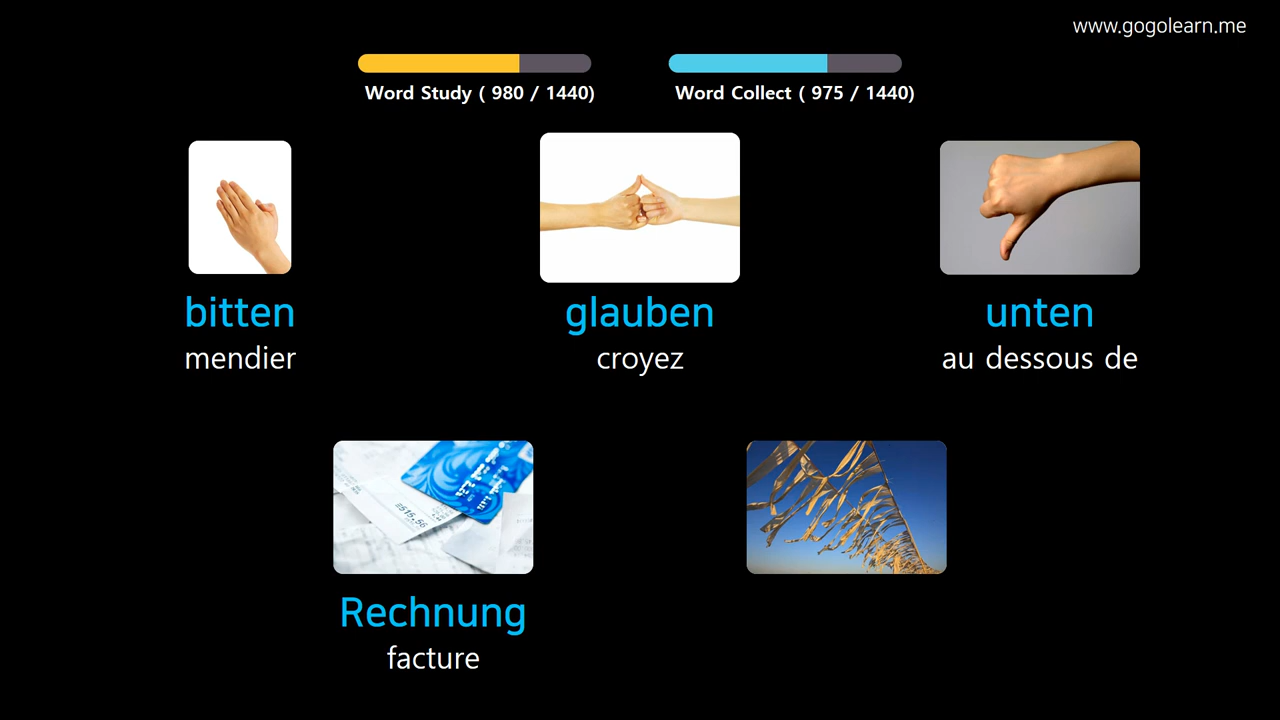 www.gogolearn.me
Word Study ( 980 / 1440)
Word Collect ( 975 / 1440)
bitten
mendier
glauben
croyez
unten
au dessous de
Rechnung
facture